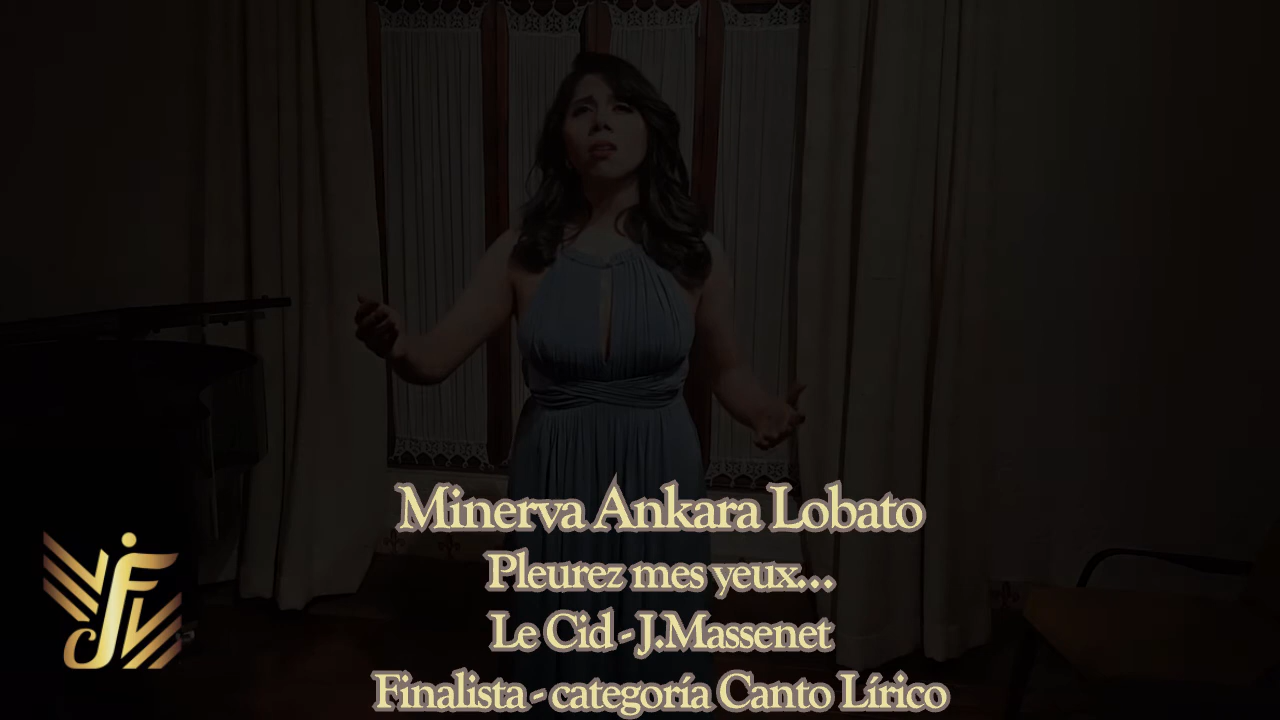 Minerva Ankara Lobato
Pleurez mes yeux...
Le Cid - J.Massenet
Finalista - categoría Canto Lírico